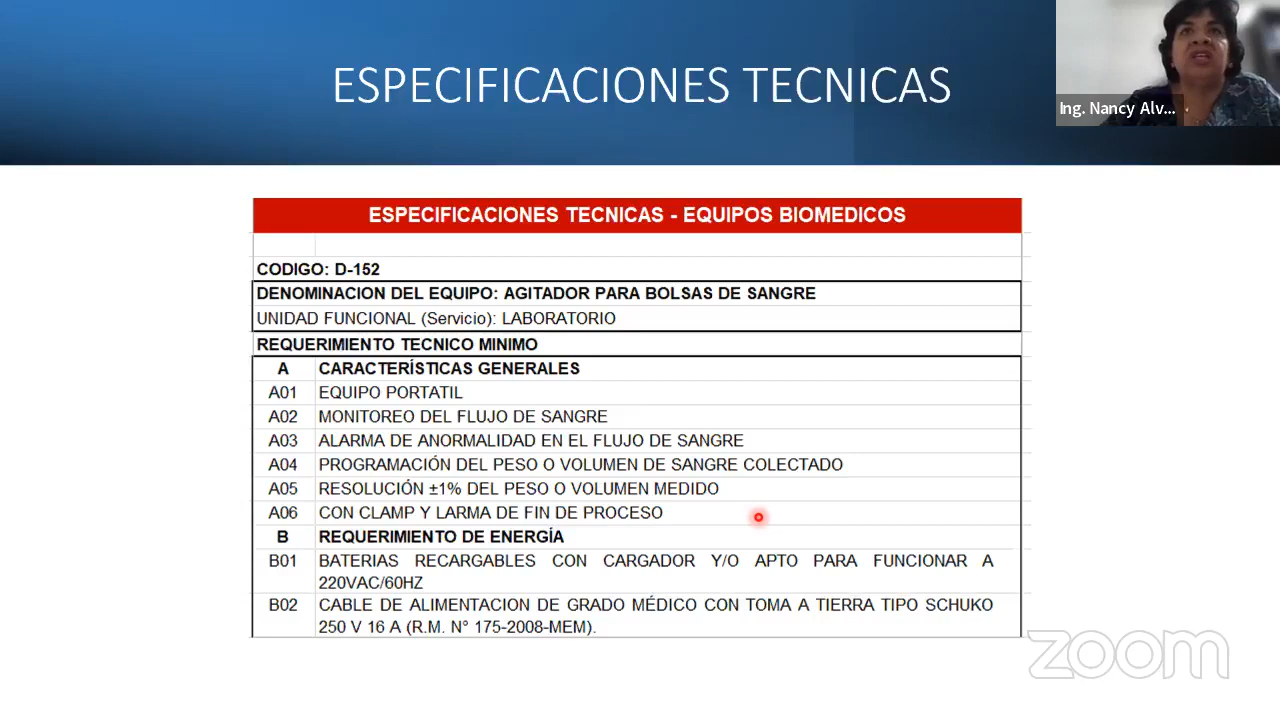 ESPECIFICACIONES TECNICAS
Ing. Nancy Alv...
ESPECIFICACIONES TECNICAS - EQUIPOS BIOMEDICOS
CODIGO: D-152
DENOMINACION DEL EQUIPO: AGITADOR PARA BOLSAS DE SANGRE
UNIDAD FUNCIONAL (Servicio): LABORATORIO
REQUERIMIENTO TECNICO MINIMO
A CARACTERÍSTICAS GENERALES
A01 EQUIPO PORTATIL
A02 MONITOREO DEL FLUJO DE SANGRE
A03 ALARMA DE ANORMALIDAD EN EL FLUJO DE SANGRE
A04 PROGRAMACIÓN DEL PESO O VOLUMEN DE SANGRE COLECTADO
A05 RESOLUCIÓN ±1% DEL PESO O VOLUMEN MEDIDO
A06 CON CLAMP Y LARMA DE FIN DE PROCESO
B REQUERIMIENTO DE ENERGÍA
B01 BATERIAS RECARGABLES CON CARGADOR Y/O APTO PARA FUNCIONAR A
220VAC/60HZ
B02 CABLE DE ALIMENTACION DE GRADO MÉDICO CON TOMA A TIERRA TIPO SCHUKO
250 V 16 A (R.M. N° 175-2008-MEM).
zoom